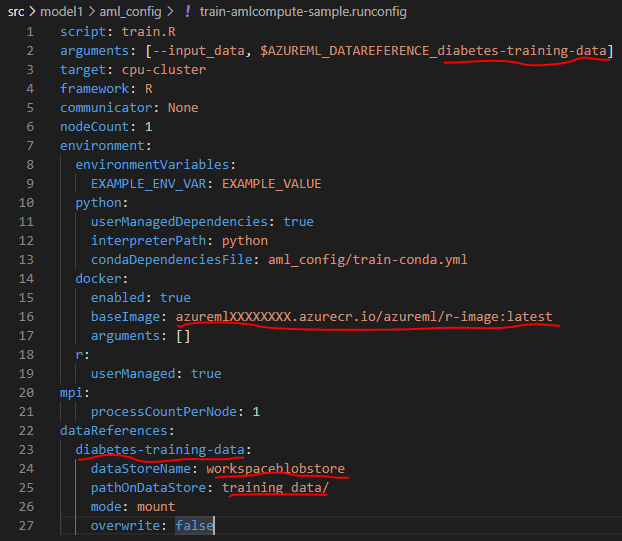 src > model1 > aml_config > ! train-amlcompute-sample.runconfig
1 script: train.R
2 arguments: [--input_data, $AZUREML_DATAREFERENCE_diabetes-training-data]
3 target: cpu-cluster
4 framework: R
5 communicator: None
6 nodeCount: 1
7 environment:
8 environmentVariables:
9 EXAMPLE_ENV_VAR: EXAMPLE_VALUE
10 python:
11 userManagedDependencies: true
12 interpreterPath: python
13 condaDependenciesFile: aml_config/train-conda.yml
14 docker:
15 enabled: true
16 baseImage: azuremlXXXXXXXX.azurecr.io/azureml/r-image:latest
17 arguments: []
18 r:
19 userManaged: true
20 mpi:
21 processCountPerNode: 1
22 dataReferences:
23 diabetes-training-data:
24 dataStoreName: workspaceblobstore
25 pathOnDataStore: training_data/
26 mode: mount
27 overwrite: false